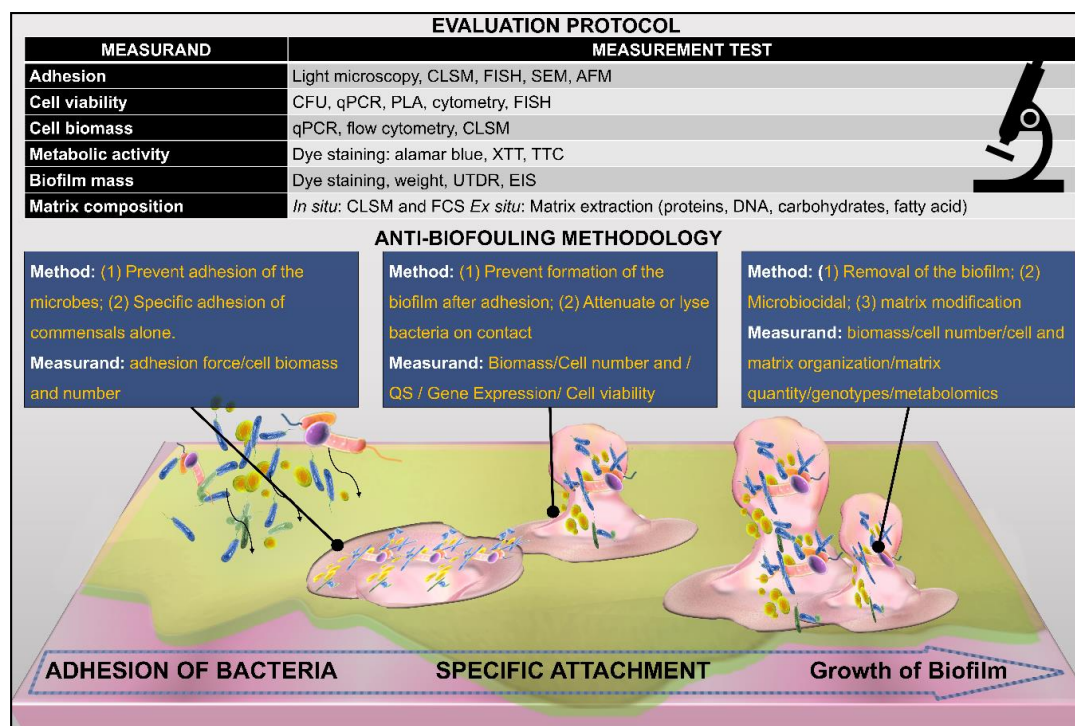 EVALUATION PROTOCOL
MEASURAND MEASUREMENT TEST
Adhesion Light microscopy, CLSM, FISH, SEM, AFM
Cell viability CFU, qPCR, PLA, cytometry, FISH
Cell biomass qPCR, flow cytometry, CLSM
Metabolic activity Dye staining: alamar blue, XTT, TTC
Biofilm mass Dye staining, weight, UTDR, EIS
Matrix composition In situ: CLSM and FCS Ex situ: Matrix extraction (proteins, DNA, carbohydrates, fatty acid)
ANTI-BIOFOULING METHODOLOGY
Method: (1) Prevent adhesion of the
microbes; (2) Specific adhesion of
commensals alone.
Measurand: adhesion force/cell biomass
and number
Method: (1) Prevent formation of the
biofilm after adhesion; (2) Attenuate or lyse
bacteria on contact
Measurand: Biomass/Cell number and /
QS / Gene Expression/ Cell viability
Method: (1) Removal of the biofilm; (2)
Microbiocidal; (3) matrix modification
Measurand: biomass/cell number/cell and
matrix organization/matrix
quantity/genotypes/metabolomics
ADHESION OF BACTERIA
SPECIFIC ATTACHMENT
Growth of Biofilm